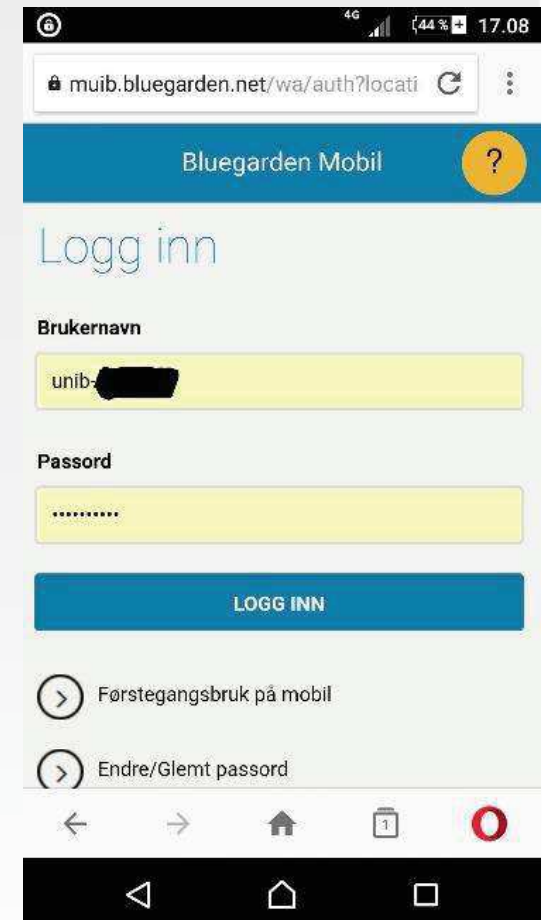 4G 44 % 17.08
muib.bluegarden.net/wa/auth?locati
Bluegarden Mobil ?
Logg inn
Brukernavn
unib-
Passord
••••••••••
LOGG INN
Førstegangsbruk på mobil
Endre/Glemt passord
1